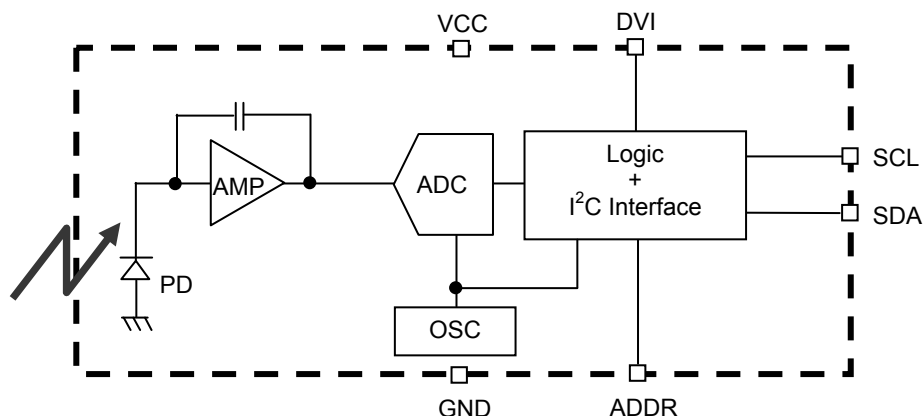 VCC
DVI
AMP
ADC
Logic
+
I²C Interface
SCL
SDA
PD
OSC
GND
ADDR